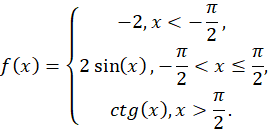 f(x) = { -2, x < -π/2,
2 sin(x) , -π/2 < x ≤ π/2,
ctg(x), x > π/2.